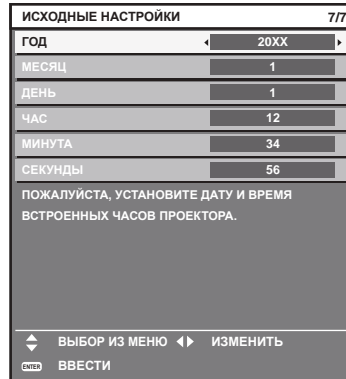 ИСХОДНЫЕ НАСТРОЙКИ 7/7
ГОД 20XX
МЕСЯЦ 1
ДЕНЬ 1
ЧАС 12
МИНУТА 34
СЕКУНДЫ 56
ПОЖАЛУЙСТА, УСТАНОВИТЕ ДАТУ И ВРЕМЯ
ВСТРОЕННЫХ ЧАСОВ ПРОЕКТОРА.
ВЫБОР ИЗ МЕНЮ ИЗМЕНИТЬ
ENTER ВВЕСТИ